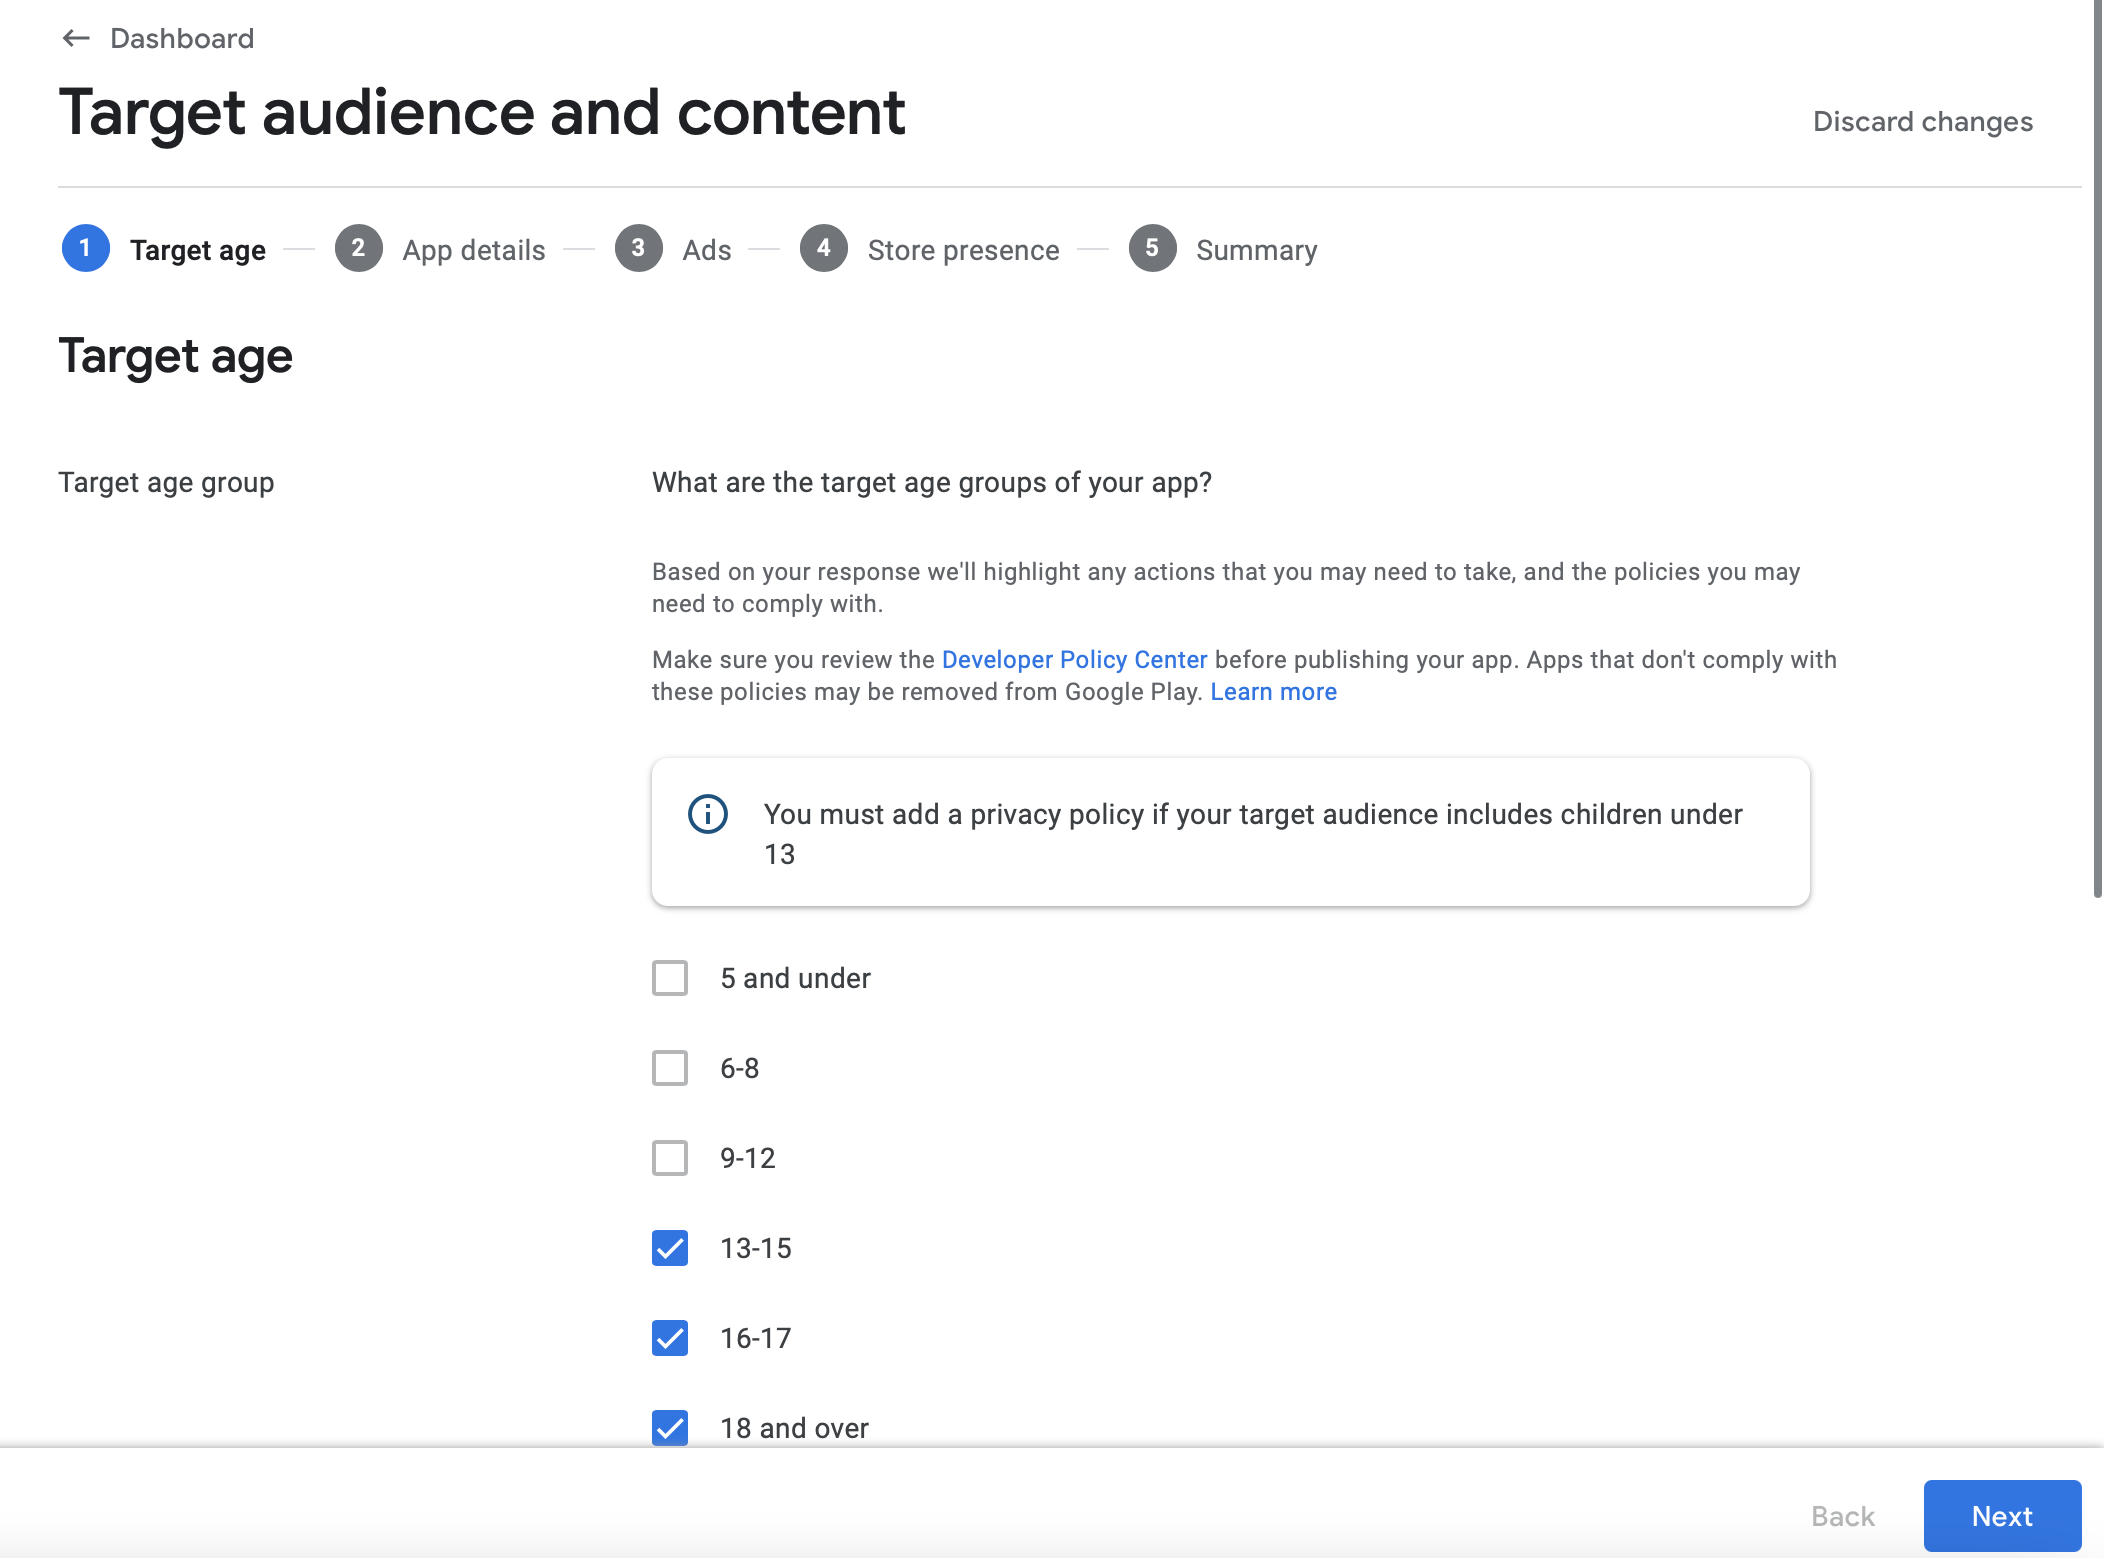 Dashboard
Target audience and content
Discard changes
1 Target age 2 App details 3 Ads 4 Store presence 5 Summary
Target age
Target age group
What are the target age groups of your app?
Based on your response we'll highlight any actions that you may need to take, and the policies you may
need to comply with.
Make sure you review the Developer Policy Center before publishing your app. Apps that don't comply with
these policies may be removed from Google Play. Learn more
You must add a privacy policy if your target audience includes children under
13
5 and under
6-8
9-12
13-15
16-17
18 and over
Back
Next